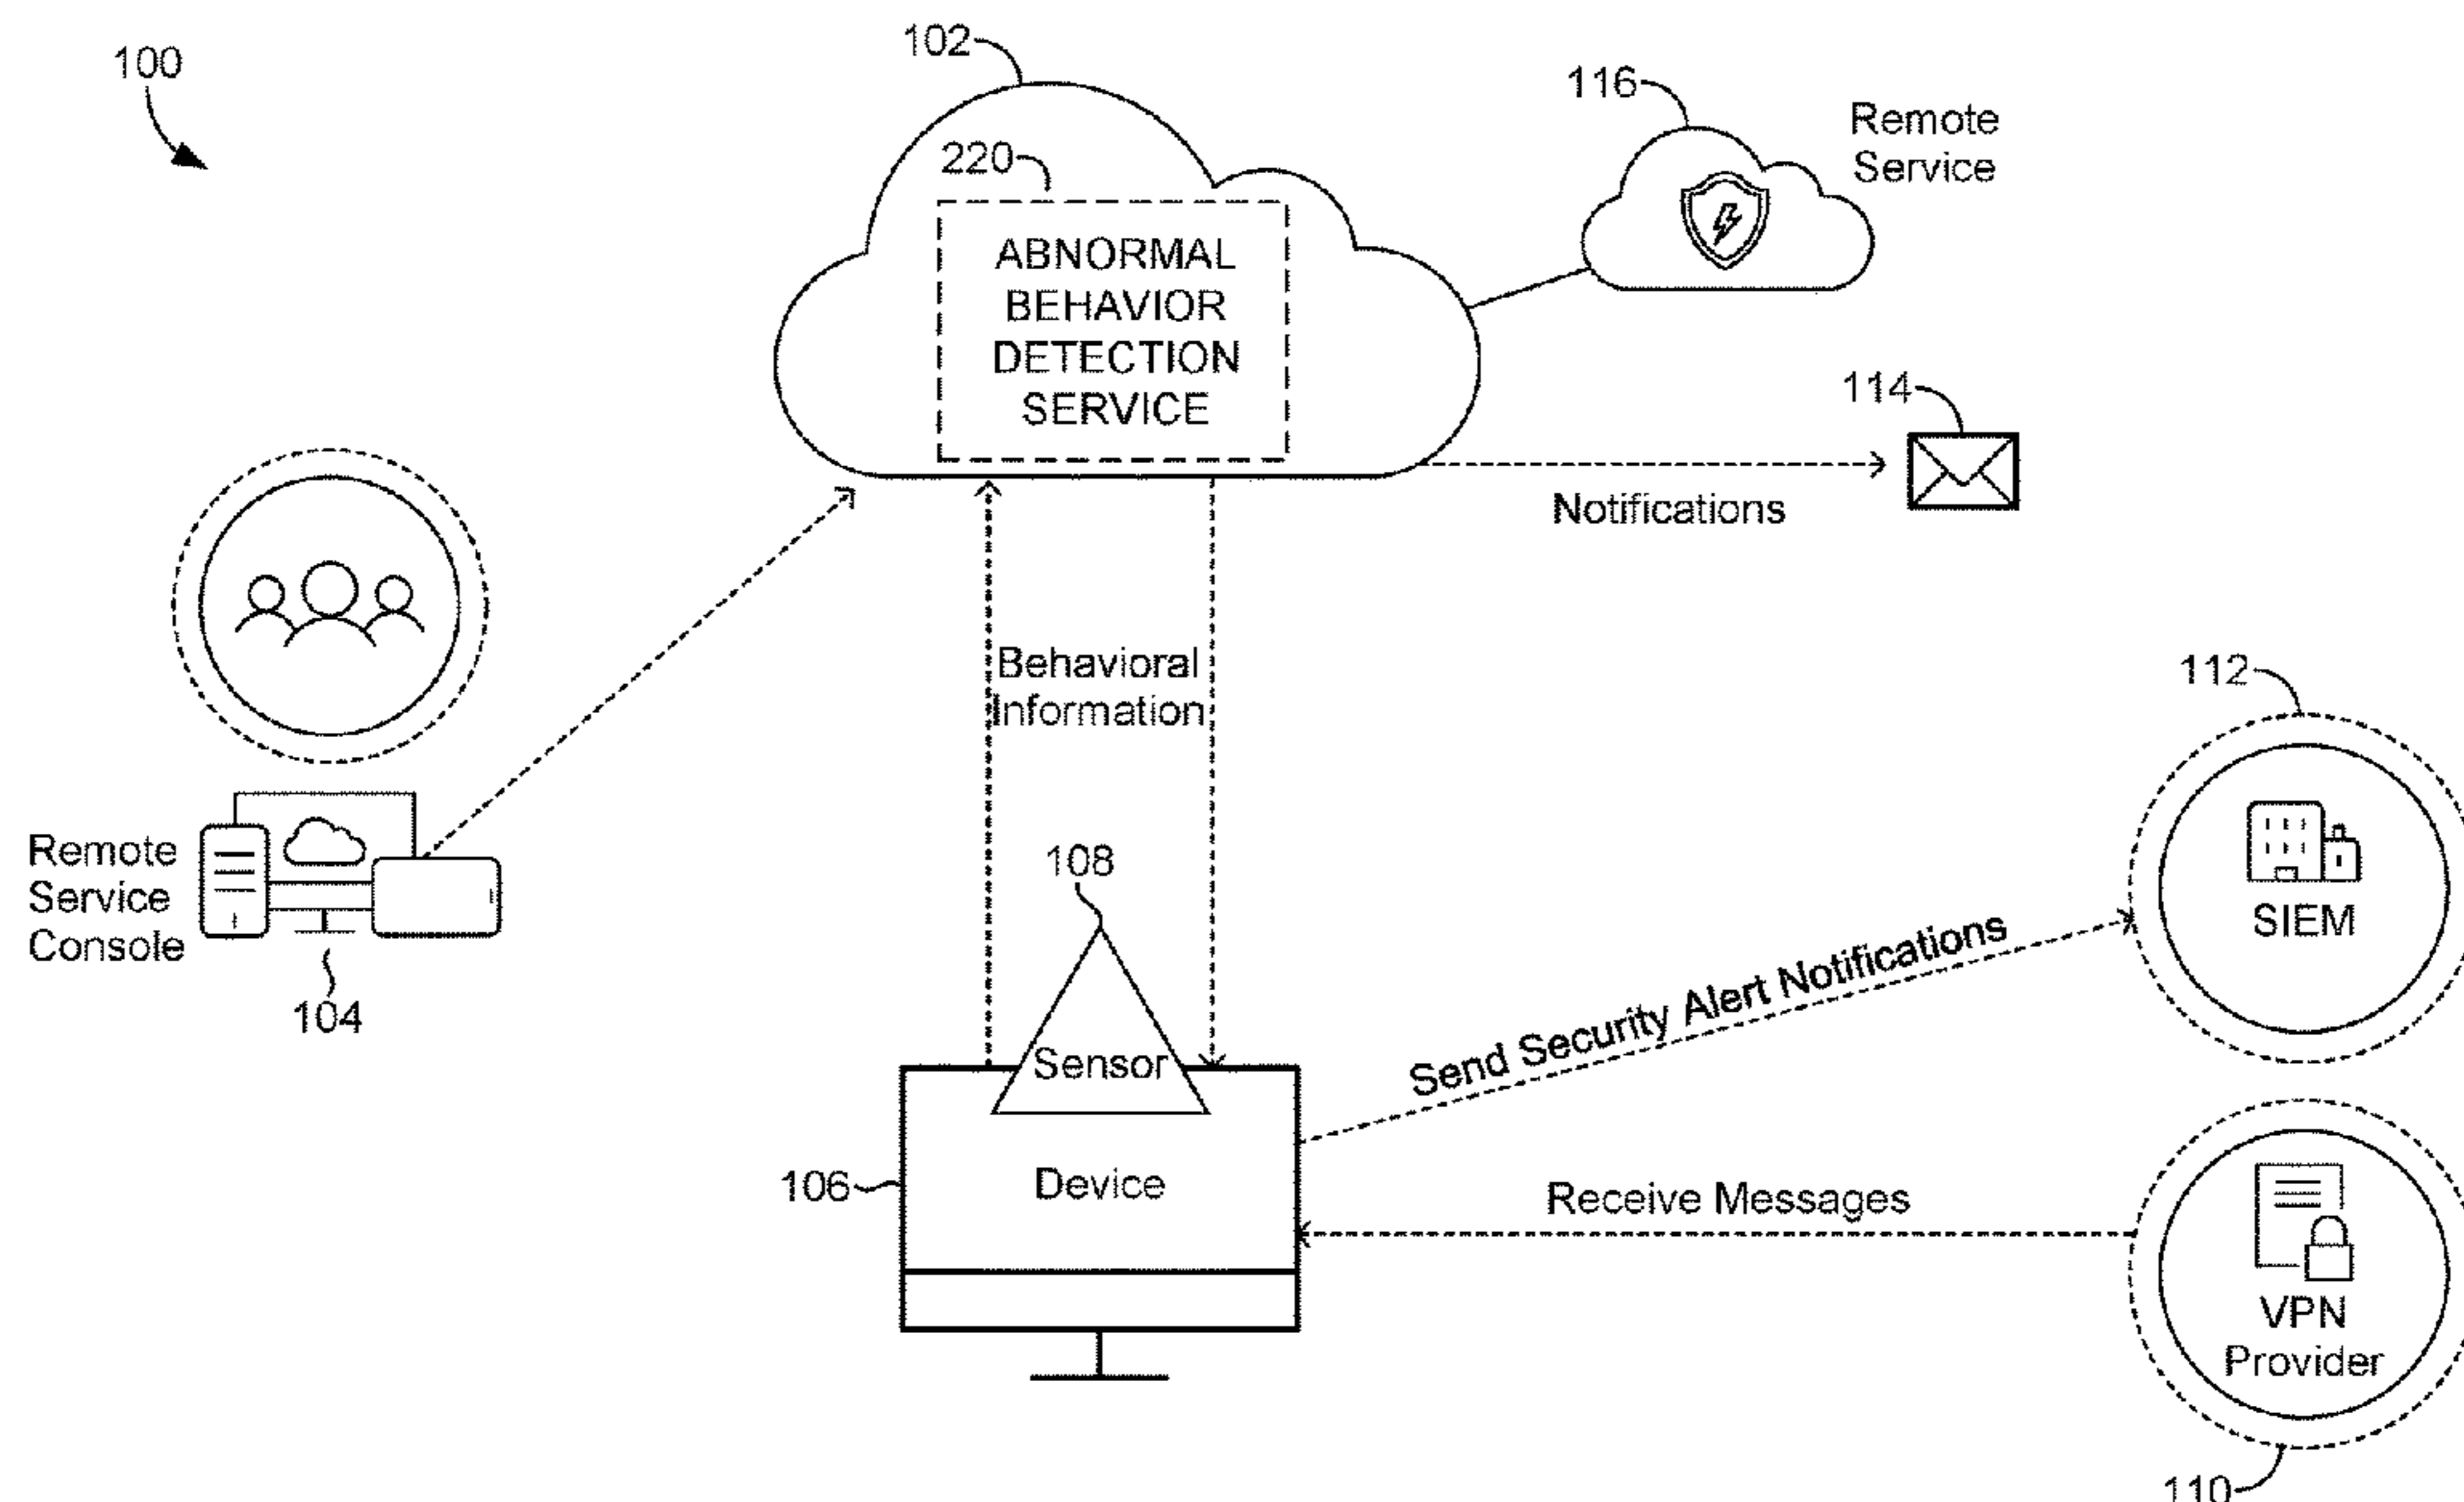 100
102
116
Remote
Service
220
ABNORMAL
BEHAVIOR
DETECTION
SERVICE
114
Notifications
Behavioral
Information
112
SIEM
Remote
Service
Console
104
108
Sensor
Send Security Alert Notifications
106
Device
Receive Messages
VPN
Provider
110